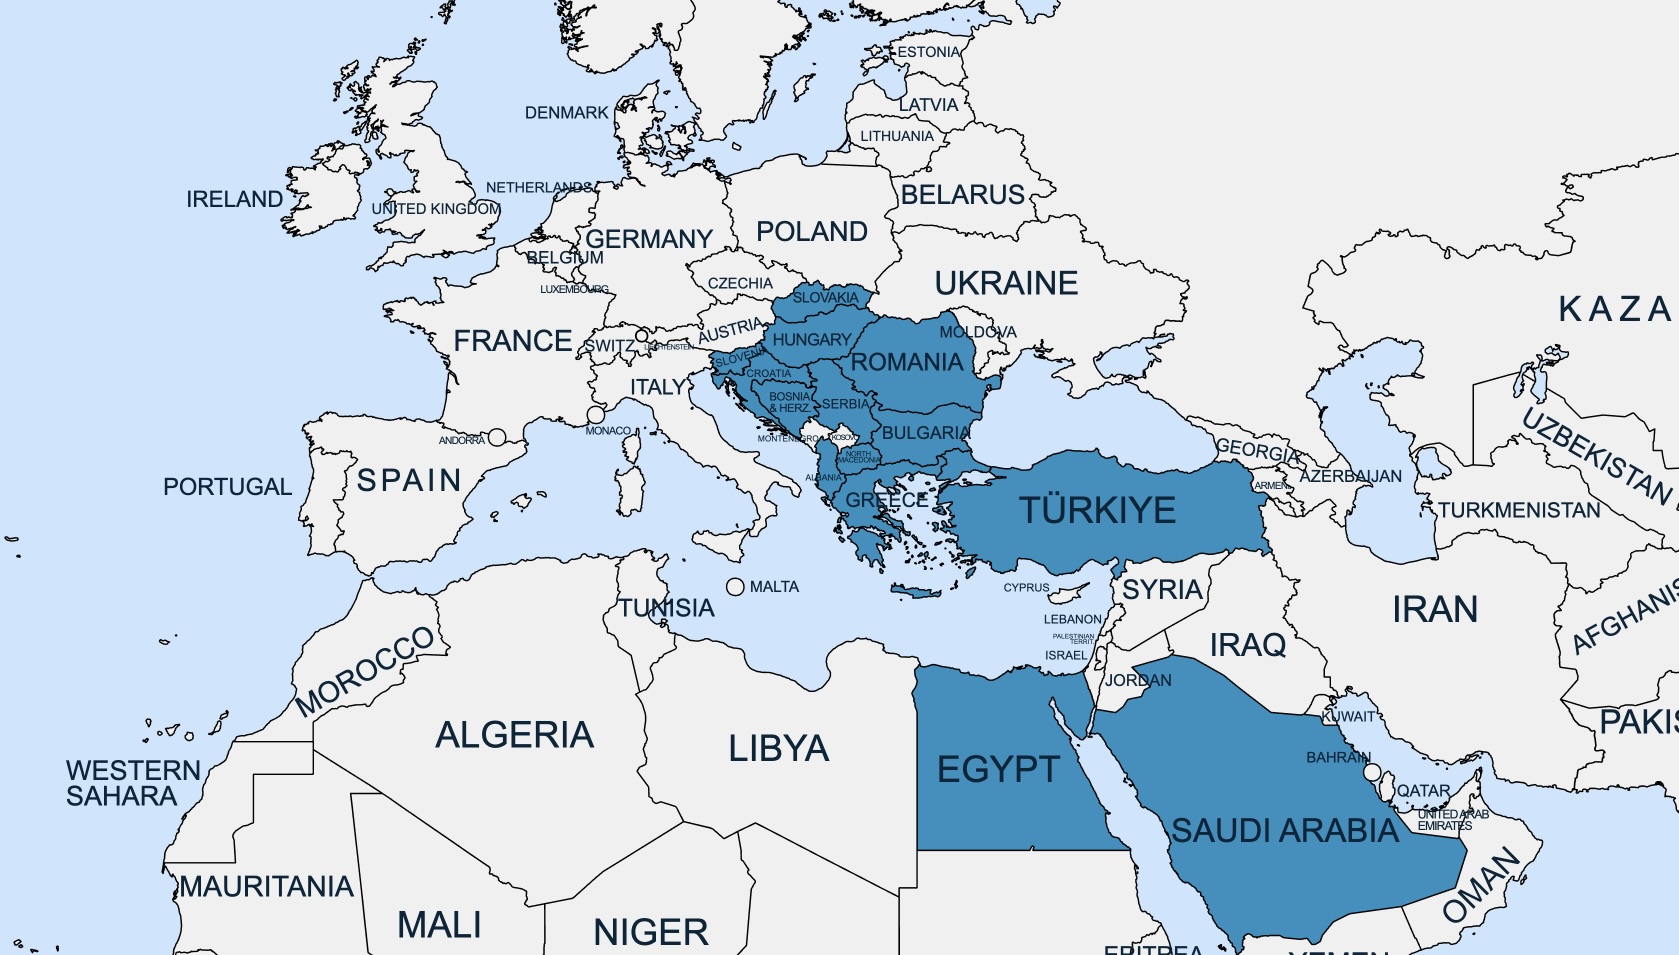 ESTONIA
LATVIA
LITHUANIA
DENMARK
BELARUS
IRELAND
NETHERLANDS
UNITED KINGDOM
GERMANY
POLAND
BELGIUM
LUXEMBOURG
CZECHIA
UKRAINE
SLOVAKIA
KAZA
FRANCE
SWITZ.
LIECHTENSTEIN
AUSTRIA
HUNGARY
MOLDOVA
SLOVENIA
ROMANIA
ITALY
CROATIA
BOSNIA
& HERZ.
SERBIA
MONACO
ANDORRA
MONTENEGRO
KOSOVO
BULGARIA
NORTH
MACEDONIA
ALBANIA
GEORGIA
ARMEN.
AZERBAIJAN
UZBEKISTAN
TURKMENISTAN
PORTUGAL
SPAIN
GREECE
TÜRKIYE
MALTA
CYPRUS
SYRIA
LEBANON
PALESTINIAN
TERRIT.
ISRAEL
JORDAN
IRAQ
IRAN
AFGHANIS
TUNISIA
MOROCCO
ALGERIA
LIBYA
EGYPT
KUWAIT
BAHRAIN
QATAR
UNITED ARAB
EMIRATES
PAKIS
SAUDI ARABIA
OMAN
WESTERN
SAHARA
MAURITANIA
MALI
NIGER
ERITREA
YEMEN